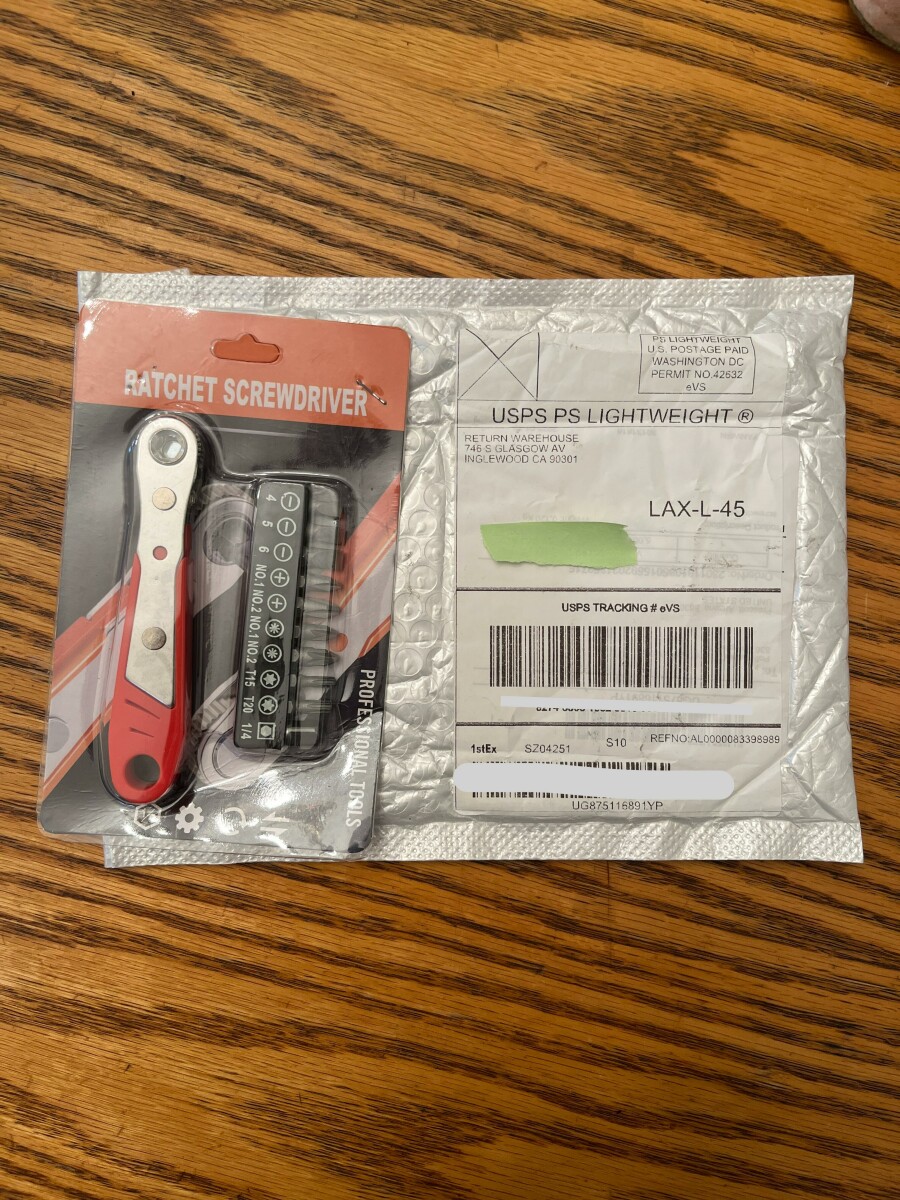 RATCHET SCREWDRIVER
4
5
6
NO.1
NO.2
NO.1
NO.2
T15
T20
1/4
PROFESSIONAL TOOLS
PS LIGHTWEIGHT
U.S. POSTAGE PAID
WASHINGTON DC
PERMIT NO.42632
eVS
USPS PS LIGHTWEIGHT ®
RETURN WAREHOUSE
746 S GLASGOW AV
INGLEWOOD CA 90301
LAX-L-45
USPS TRACKING # eVS
1stEx SZ04251 S10 REFNO:AL0000083398989
UG875116891YP